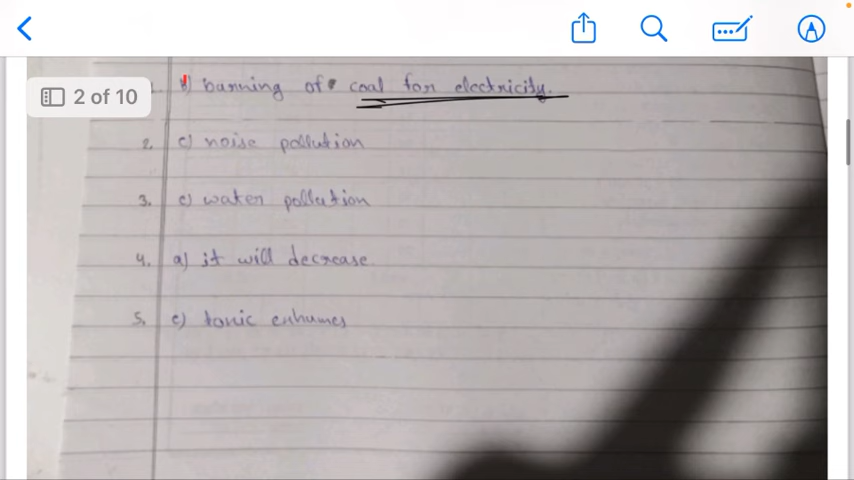 2 of 10
b) burning of coal for electricity.
2. c) noise pollution
3. c) water pollution
4. a) it will decrease.
5. c) tonic exhumes